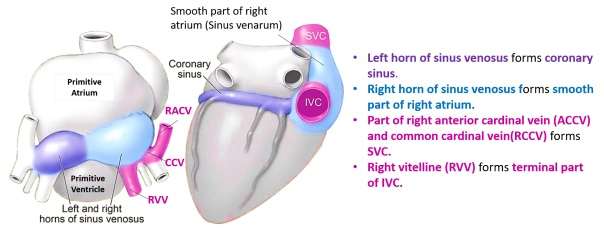 Smooth part of right
atrium (Sinus venarum)
SVC
Coronary
sinus
IVC
Primitive
Atrium
RACV
CCV
Primitive
Ventricle
RVV
Left and right
horns of sinus venosus
• Left horn of sinus venosus forms coronary
sinus.
• Right horn of sinus venosus forms smooth
part of right atrium.
• Part of right anterior cardinal vein (ACCV)
and common cardinal vein(RCCV) forms
SVC.
• Right vitelline (RVV) forms terminal part
of IVC.